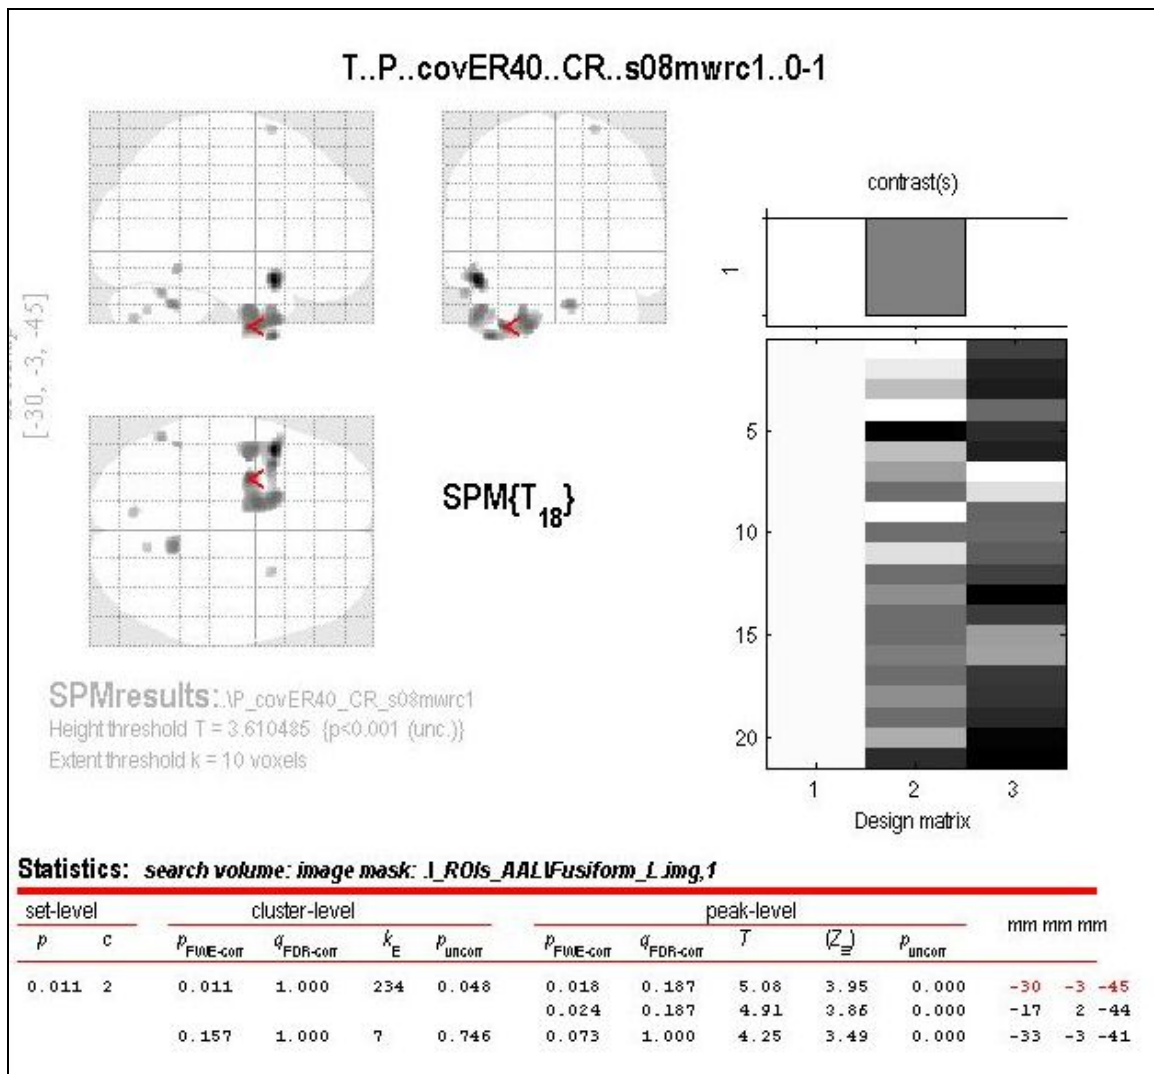 T..P..covER40..CR..s08mwrc1..0-1
contrast(s)
1
[-30, -3, -45]
SPM{T18}
5
10
15
20
1 2 3
Design matrix
SPMresults:.\P_covER40_CR_s08mwrc1
Height threshold T = 3.610485 {p<0.001 (unc.)}
Extent threshold k = 10 voxels
Statistics: search volume: image mask: .\_ROIs_AAL\Fusiform_L.img,1
set-level cluster-level peak-level mm mm mm
p c pFWE-corr qFDR-corr kE puncorr pFWE-corr qFDR-corr T (Z≡) puncorr
0.011 2 0.011 1.000 234 0.048 0.018 0.187 5.08 3.95 0.000 -30 -3 -45
0.024 0.187 4.91 3.86 0.000 -17 2 -44
0.157 1.000 7 0.746 0.073 1.000 4.25 3.49 0.000 -33 -3 -41